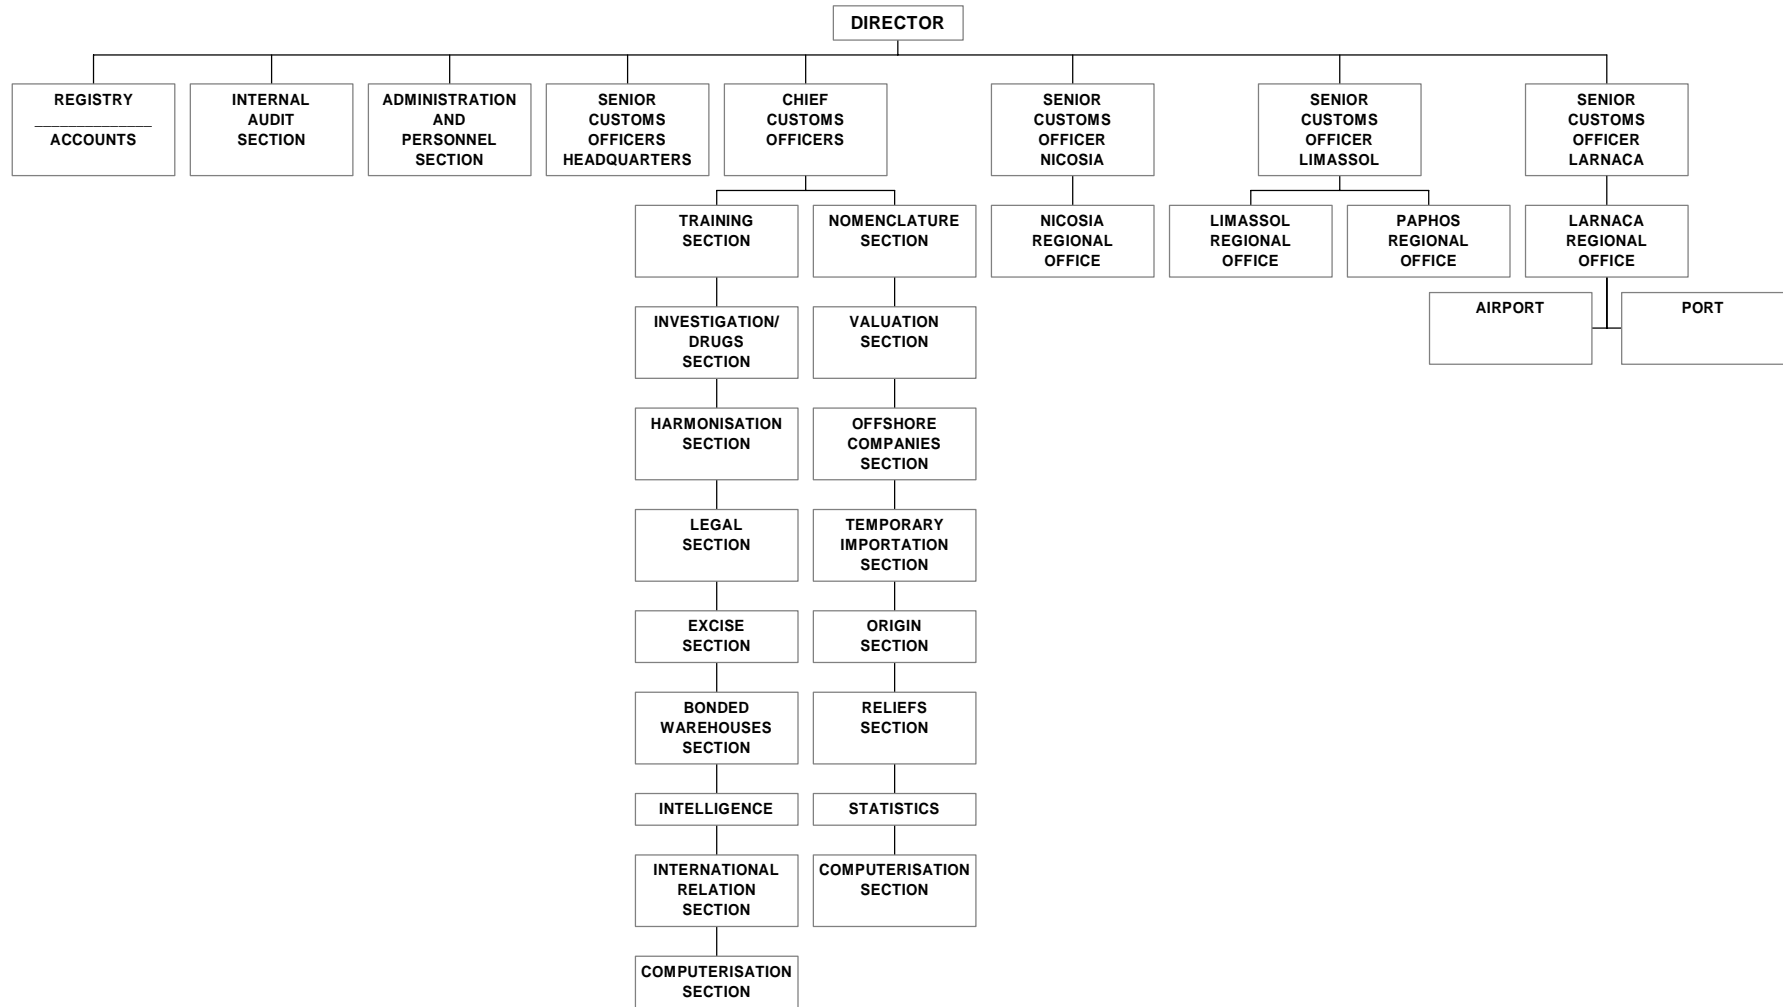 DIRECTOR
REGISTRY
_______________
ACCOUNTS
INTERNAL
AUDIT
SECTION
ADMINISTRATION
AND
PERSONNEL
SECTION
SENIOR
CUSTOMS
OFFICERS
HEADQUARTERS
CHIEF
CUSTOMS
OFFICERS
SENIOR
CUSTOMS
OFFICER
NICOSIA
SENIOR
CUSTOMS
OFFICER
LIMASSOL
SENIOR
CUSTOMS
OFFICER
LARNACA
TRAINING
SECTION
NOMENCLATURE
SECTION
NICOSIA
REGIONAL
OFFICE
LIMASSOL
REGIONAL
OFFICE
PAPHOS
REGIONAL
OFFICE
LARNACA
REGIONAL
OFFICE
AIRPORT
PORT
INVESTIGATION/
DRUGS
SECTION
VALUATION
SECTION
HARMONISATION
SECTION
OFFSHORE
COMPANIES
SECTION
LEGAL
SECTION
TEMPORARY
IMPORTATION
SECTION
EXCISE
SECTION
ORIGIN
SECTION
BONDED
WAREHOUSES
SECTION
RELIEFS
SECTION
INTELLIGENCE
STATISTICS
INTERNATIONAL
RELATION
SECTION
COMPUTERISATION
SECTION
COMPUTERISATION
SECTION